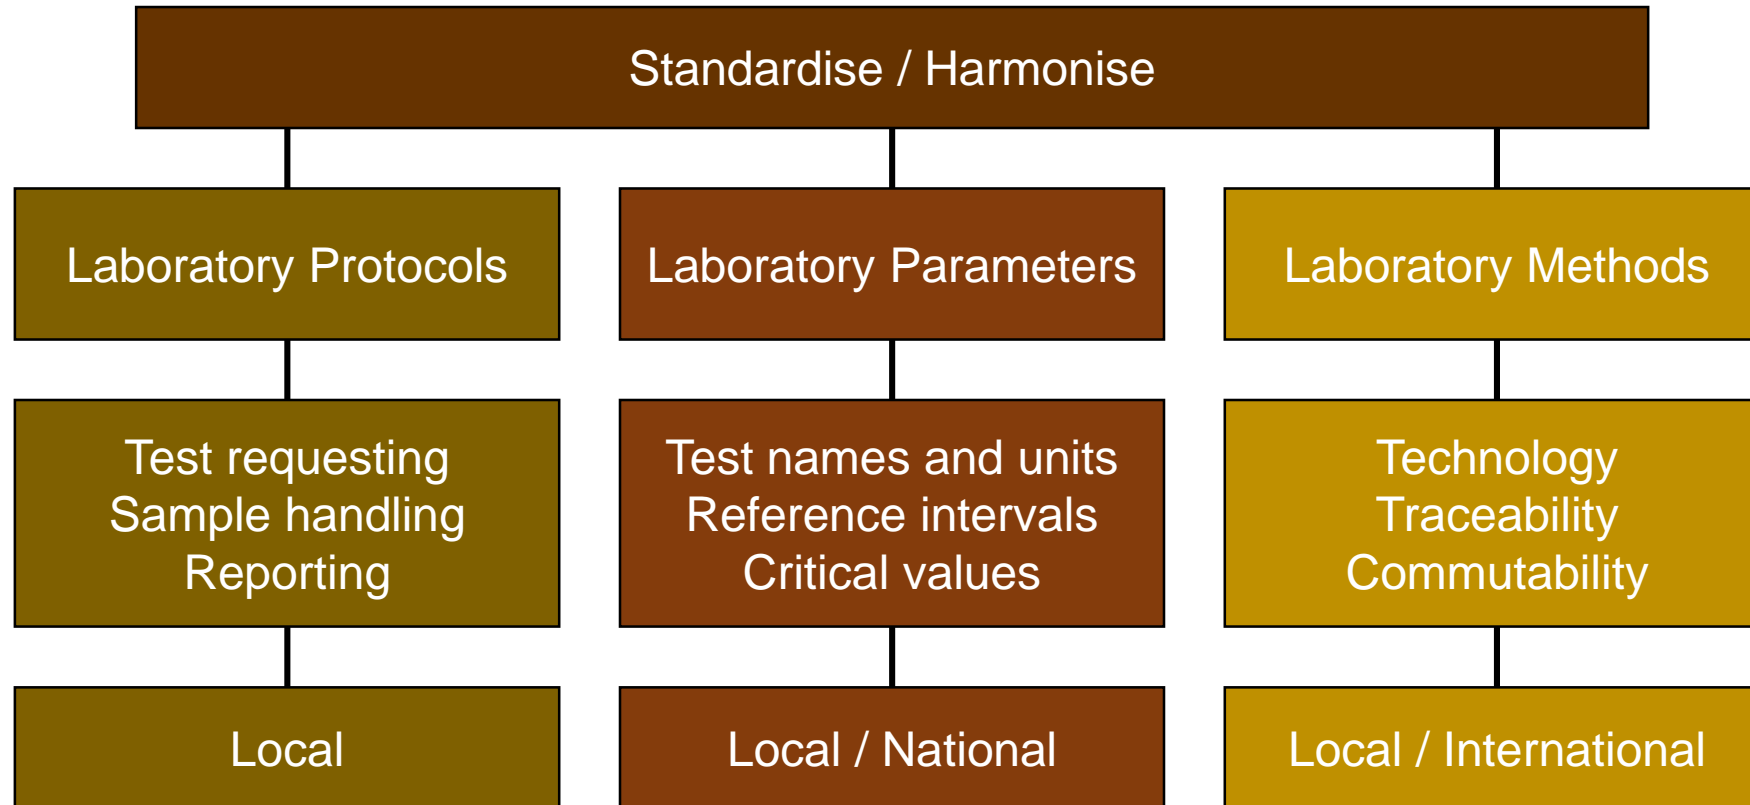 Standardise / Harmonise
Laboratory Protocols
Laboratory Parameters
Laboratory Methods
Test requesting
Sample handling
Reporting
Test names and units
Reference intervals
Critical values
Technology
Traceability
Commutability
Local
Local / National
Local / International